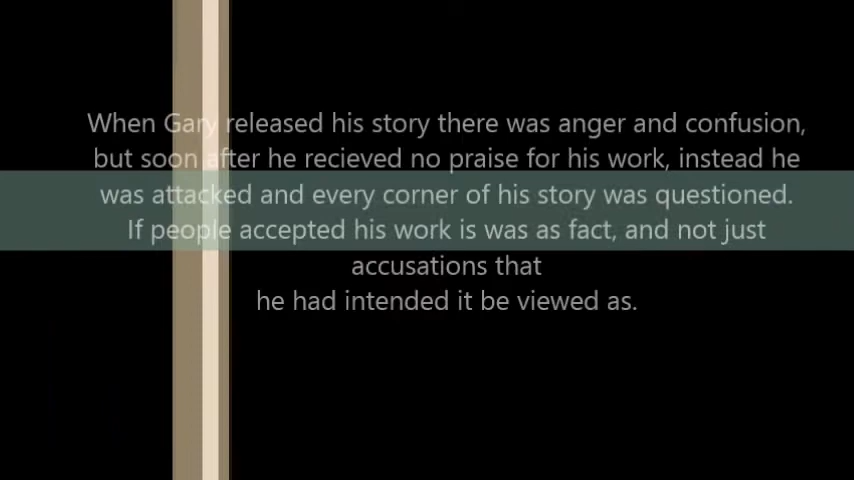 When Gary released his story there was anger and confusion,
but soon after he recieved no praise for his work, instead he
was attacked and every corner of his story was questioned.
If people accepted his work is was as fact, and not just
accusations that
he had intended it be viewed as.